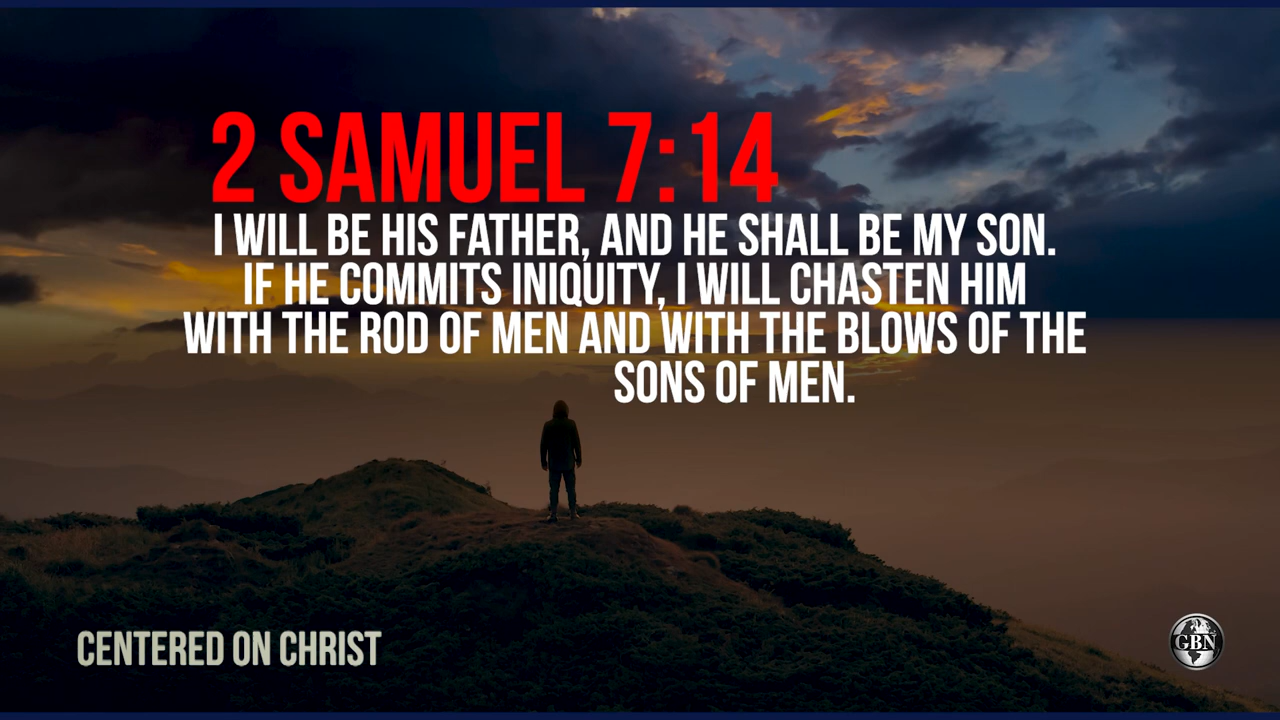 2 SAMUEL 7:14
I WILL BE HIS FATHER, AND HE SHALL BE MY SON.
IF HE COMMITS INIQUITY, I WILL CHASTEN HIM
WITH THE ROD OF MEN AND WITH THE BLOWS OF THE
SONS OF MEN.
CENTERED ON CHRIST
GBN